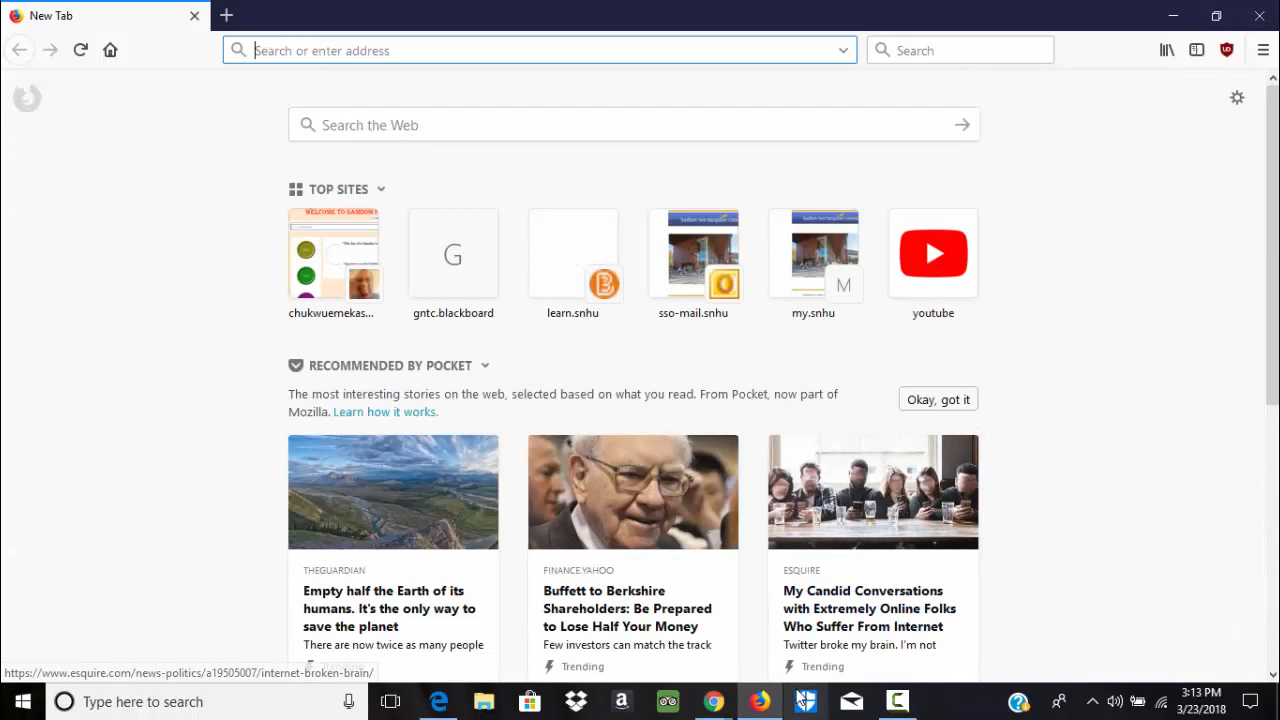 New Tab
Search or enter address
Search
Search the Web
TOP SITES
WELCOME TO SANDOM
G
M
chukwuemekas...
gntc.blackboard
learn.snhu
sso-mail.snhu
my.snhu
youtube
RECOMMENDED BY POCKET
The most interesting stories on the web, selected based on what you read. From Pocket, now part of
Mozilla. Learn how it works.
Okay, got it
THEGUARDIAN
Empty half the Earth of its
humans. It's the only way to
save the planet
There are now twice as many people
Trending
FINANCE.YAHOO
Buffett to Berkshire
Shareholders: Be Prepared
to Lose Half Your Money
Few investors can match the track
Trending
ESQUIRE
My Candid Conversations
with Extremely Online Folks
Who Suffer From Internet
Twitter broke my brain. I'm not
Trending
https://www.esquire.com/news-politics/a19505007/internet-broken-brain/
Type here to search
3:13 PM
3/23/2018